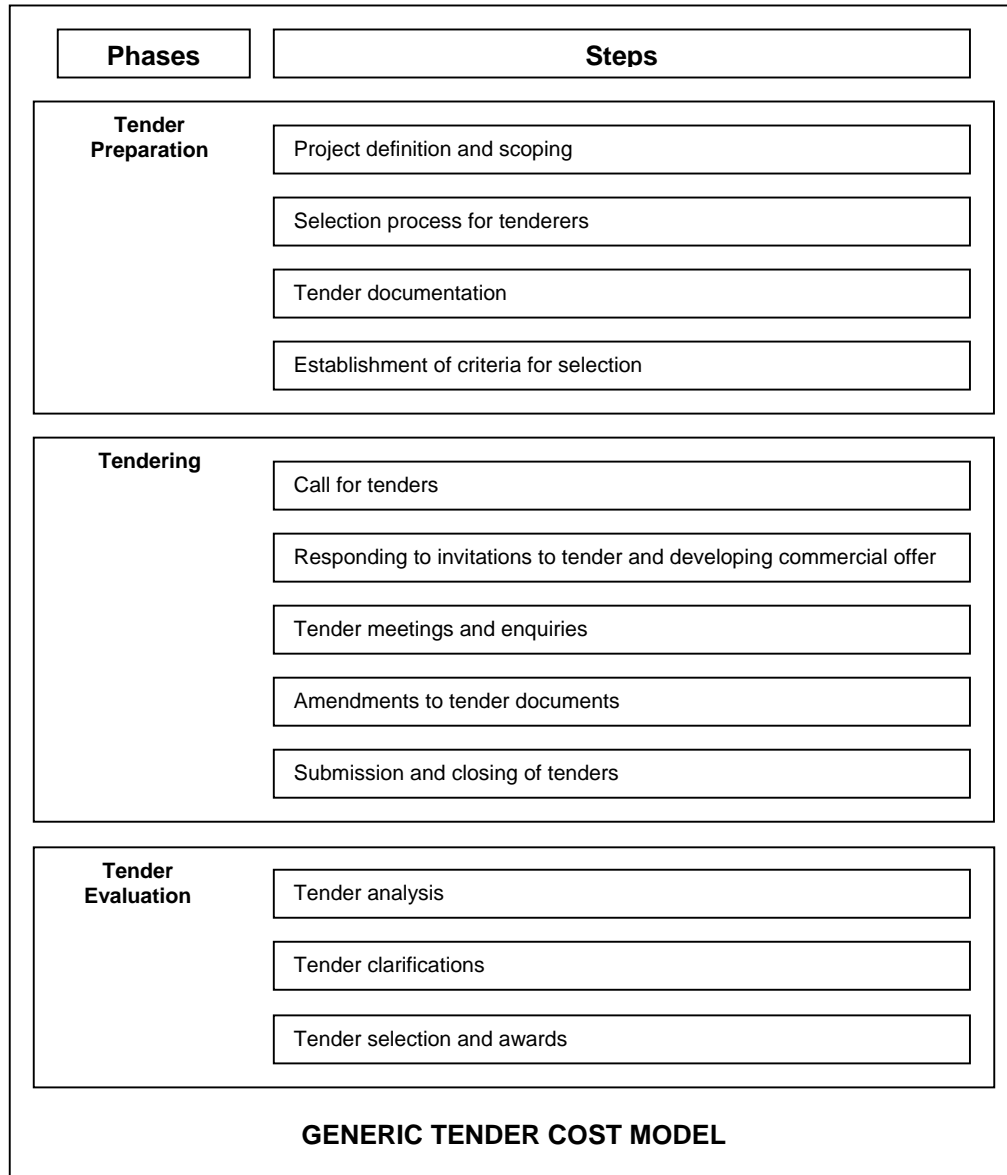 Phases
Steps
Tender
Preparation
Project definition and scoping
Selection process for tenderers
Tender documentation
Establishment of criteria for selection
Tendering
Call for tenders
Responding to invitations to tender and developing commercial offer
Tender meetings and enquiries
Amendments to tender documents
Submission and closing of tenders
Tender
Evaluation
Tender analysis
Tender clarifications
Tender selection and awards
GENERIC TENDER COST MODEL